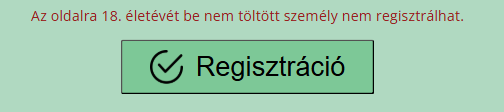 Az oldalra 18. életévét be nem töltött személy nem regisztrálhat.
Regisztráció